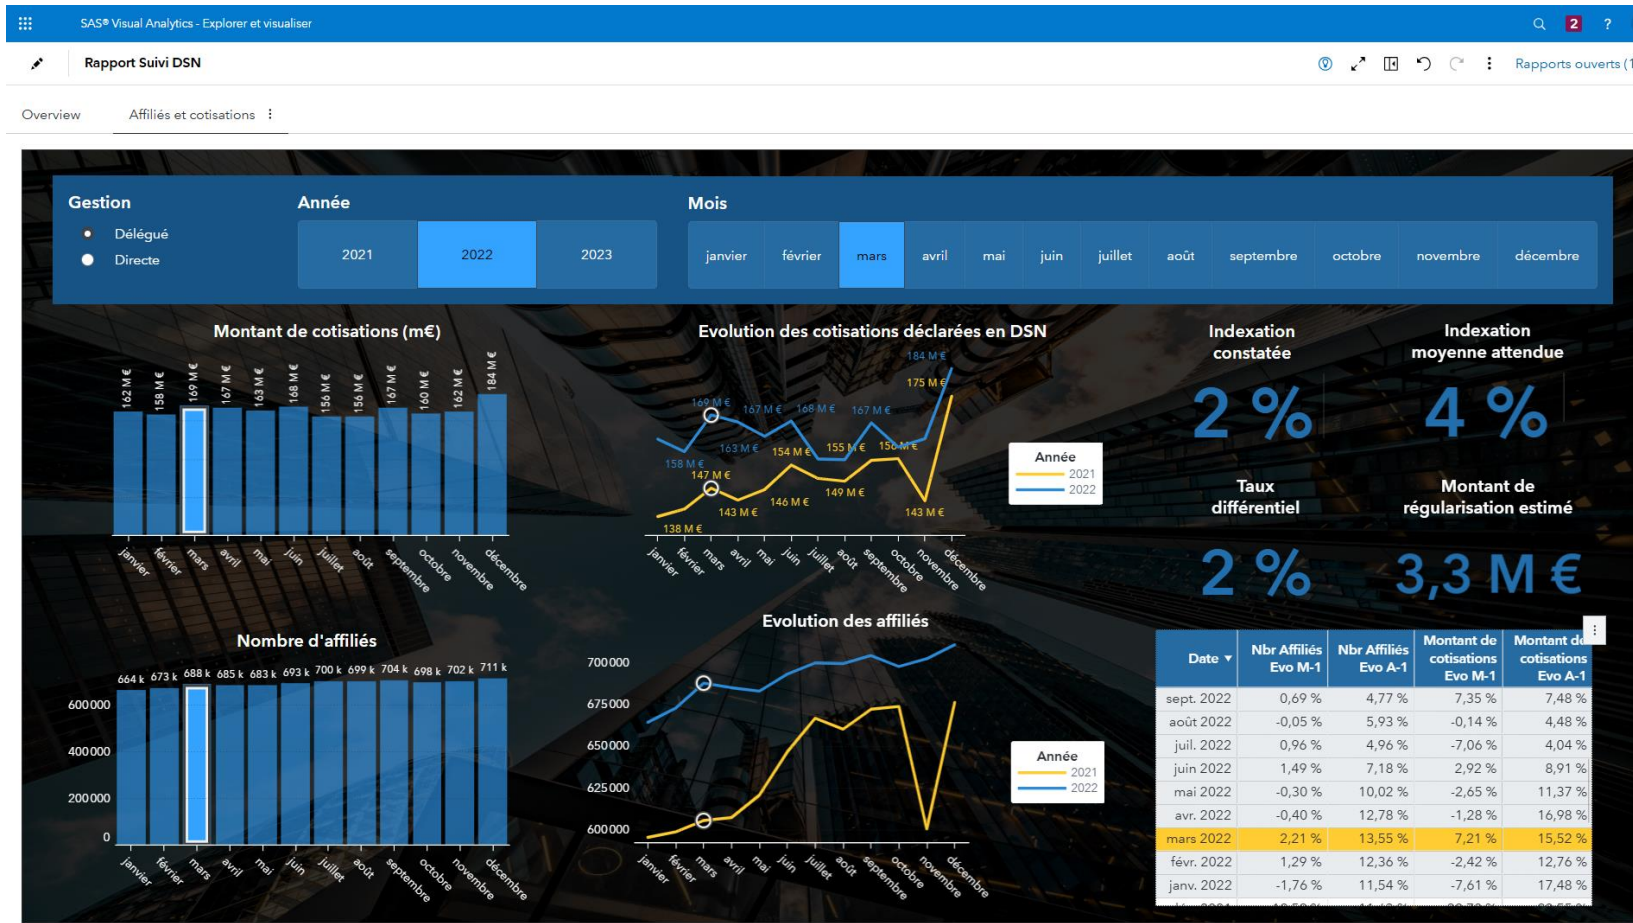 SAS® Visual Analytics - Explorer et visualiser
2
?
Rapport Suivi DSN
Rapports ouverts (1
Overview
Affiliés et cotisations
Gestion
Délégué
Directe
Année
2021
2022
2023
Mois
janvier
février
mars
avril
mai
juin
juillet
août
septembre
octobre
novembre
décembre
Montant de cotisations (m€)
162 M €
158 M €
169 M €
167 M €
163 M €
168 M €
156 M €
156 M €
167 M €
160 M €
162 M €
184 M €
janvier
février
mars
avril
mai
juin
juillet
août
septembre
octobre
novembre
décembre
Evolution des cotisations déclarées en DSN
184 M €
175 M €
169 M €
167 M €
168 M €
167 M €
163 M €
154 M €
155 M €
156 M €
158 M €
147 M €
149 M €
146 M €
143 M €
143 M €
138 M €
janvier
février
mars
avril
mai
juin
juillet
août
septembre
octobre
novembre
décembre
Année
2021
2022
Indexation
constatée
2 %
Indexation
moyenne attendue
4 %
Taux
différentiel
2 %
Montant de
régularisation estimé
3,3 M €
Nombre d'affiliés
664 k
673 k
688 k
685 k
683 k
693 k
700 k
699 k
704 k
698 k
702 k
711 k
600 000
400 000
200 000
0
janvier
février
mars
avril
mai
juin
juillet
août
septembre
octobre
novembre
décembre
Evolution des affiliés
700 000
675 000
650 000
625 000
600 000
janvier
février
mars
avril
mai
juin
juillet
août
septembre
octobre
novembre
décembre
Année
2021
2022
Date ▼
Nbr Affiliés
Evo M-1
Nbr Affiliés
Evo A-1
Montant de
cotisations
Evo M-1
Montant de
cotisations
Evo A-1
sept. 2022 0,69 % 4,77 % 7,35 % 7,48 %
août 2022 -0,05 % 5,93 % -0,14 % 4,48 %
juil. 2022 0,96 % 4,96 % -7,06 % 4,04 %
juin 2022 1,49 % 7,18 % 2,92 % 8,91 %
mai 2022 -0,30 % 10,02 % -2,65 % 11,37 %
avr. 2022 -0,40 % 12,78 % -1,28 % 16,98 %
mars 2022 2,21 % 13,55 % 7,21 % 15,52 %
févr. 2022 1,29 % 12,36 % -2,42 % 12,76 %
janv. 2022 -1,76 % 11,54 % -7,61 % 17,48 %